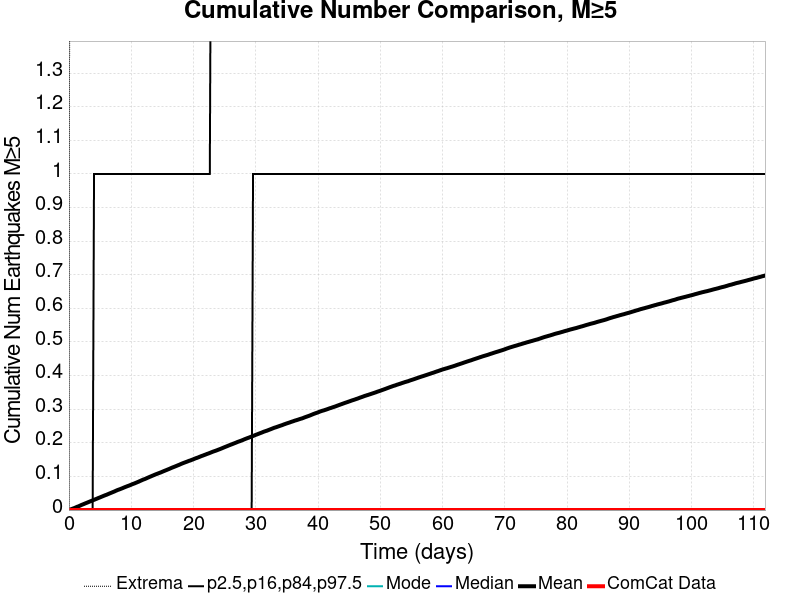 Cumulative Number Comparison, M≥5
Cumulative Num Earthquakes M≥5
1.3
1.2
1.1
1
0.9
0.8
0.7
0.6
0.5
0.4
0.3
0.2
0.1
0
0 10 20 30 40 50 60 70 80 90 100 110
Time (days)
Extrema p2.5,p16,p84,p97.5 Mode Median Mean ComCat Data